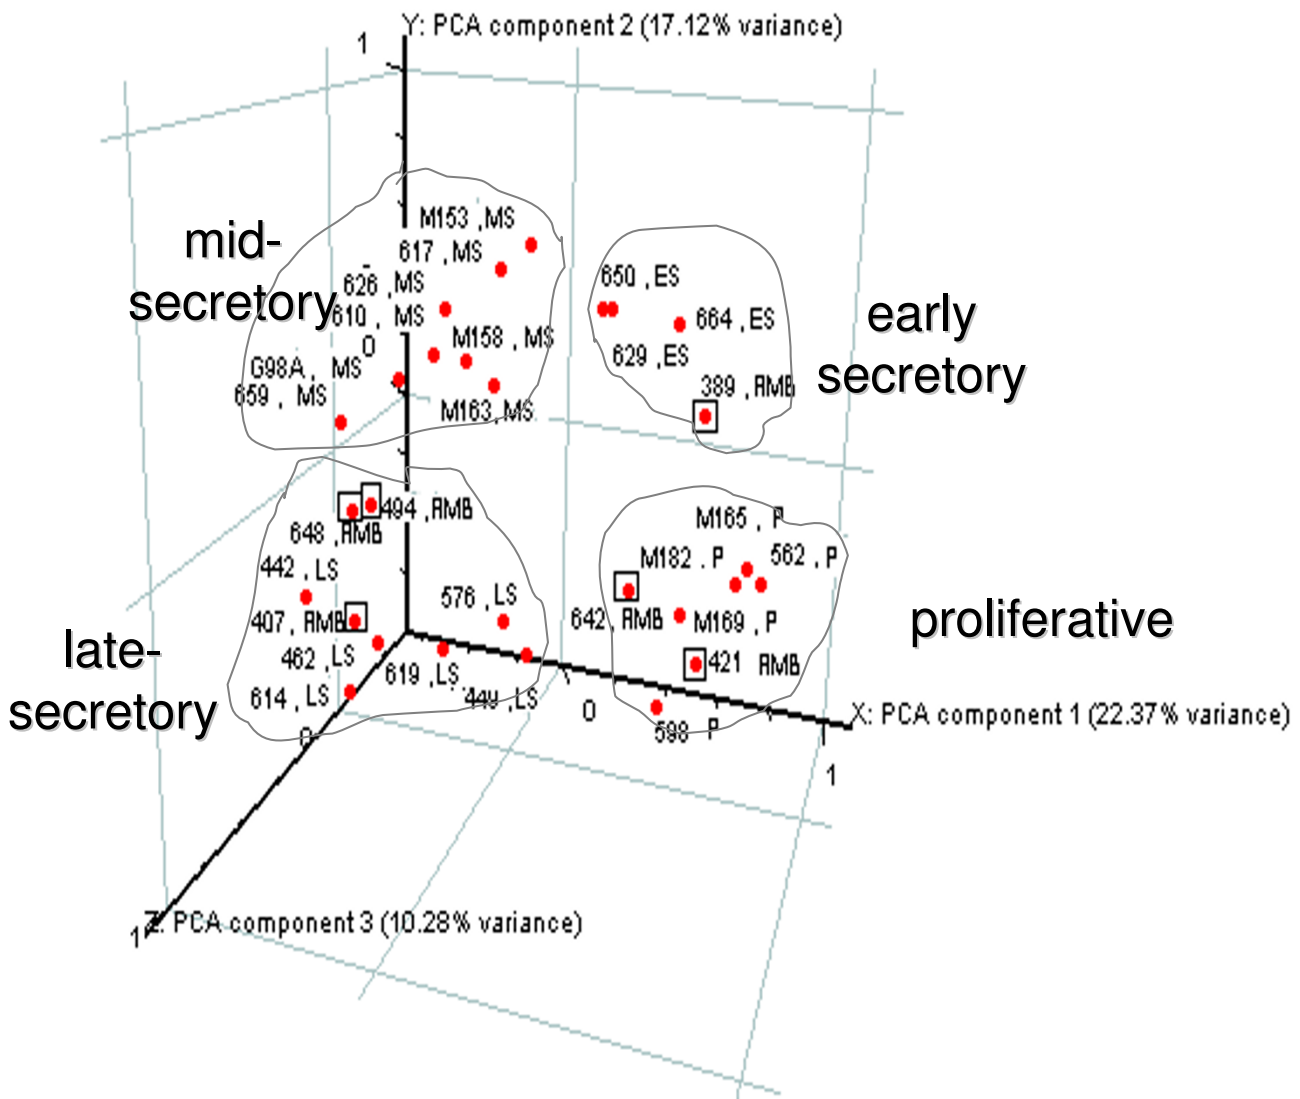 Y: PCA component 2 (17.12% variance)
1
M153 ,MS
617 ,MS
mid-
secretory
626 , MS
610 , MS
0
M158 , MS
G98A , MS
659 , MS
M163, MS
650 ,ES
664 ,ES
629 ,ES
389 ,RMB
early
secretory
494 ,RMB
648 ,RMB
442 ,LS
407 ,RMB
576 ,LS
462 ,LS
619 ,LS
614 ,LS
449 ,LS
late-
secretory
M165 , P
M182 , P
562 , P
642 ,RMB
M169 , P
421 RMB
598 P
proliferative
0
0
X: PCA component 1 (22.37% variance)
1
Z: PCA component 3 (10.28% variance)
1